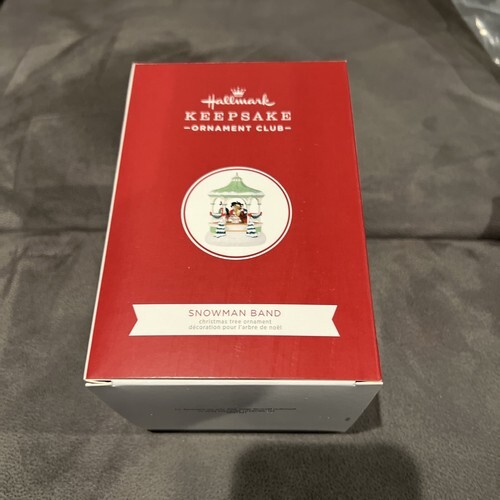 Hallmark
KEEPSAKE
–ORNAMENT CLUB–
SNOWMAN BAND
christmas tree ornament
décoration pour l'arbre de noël